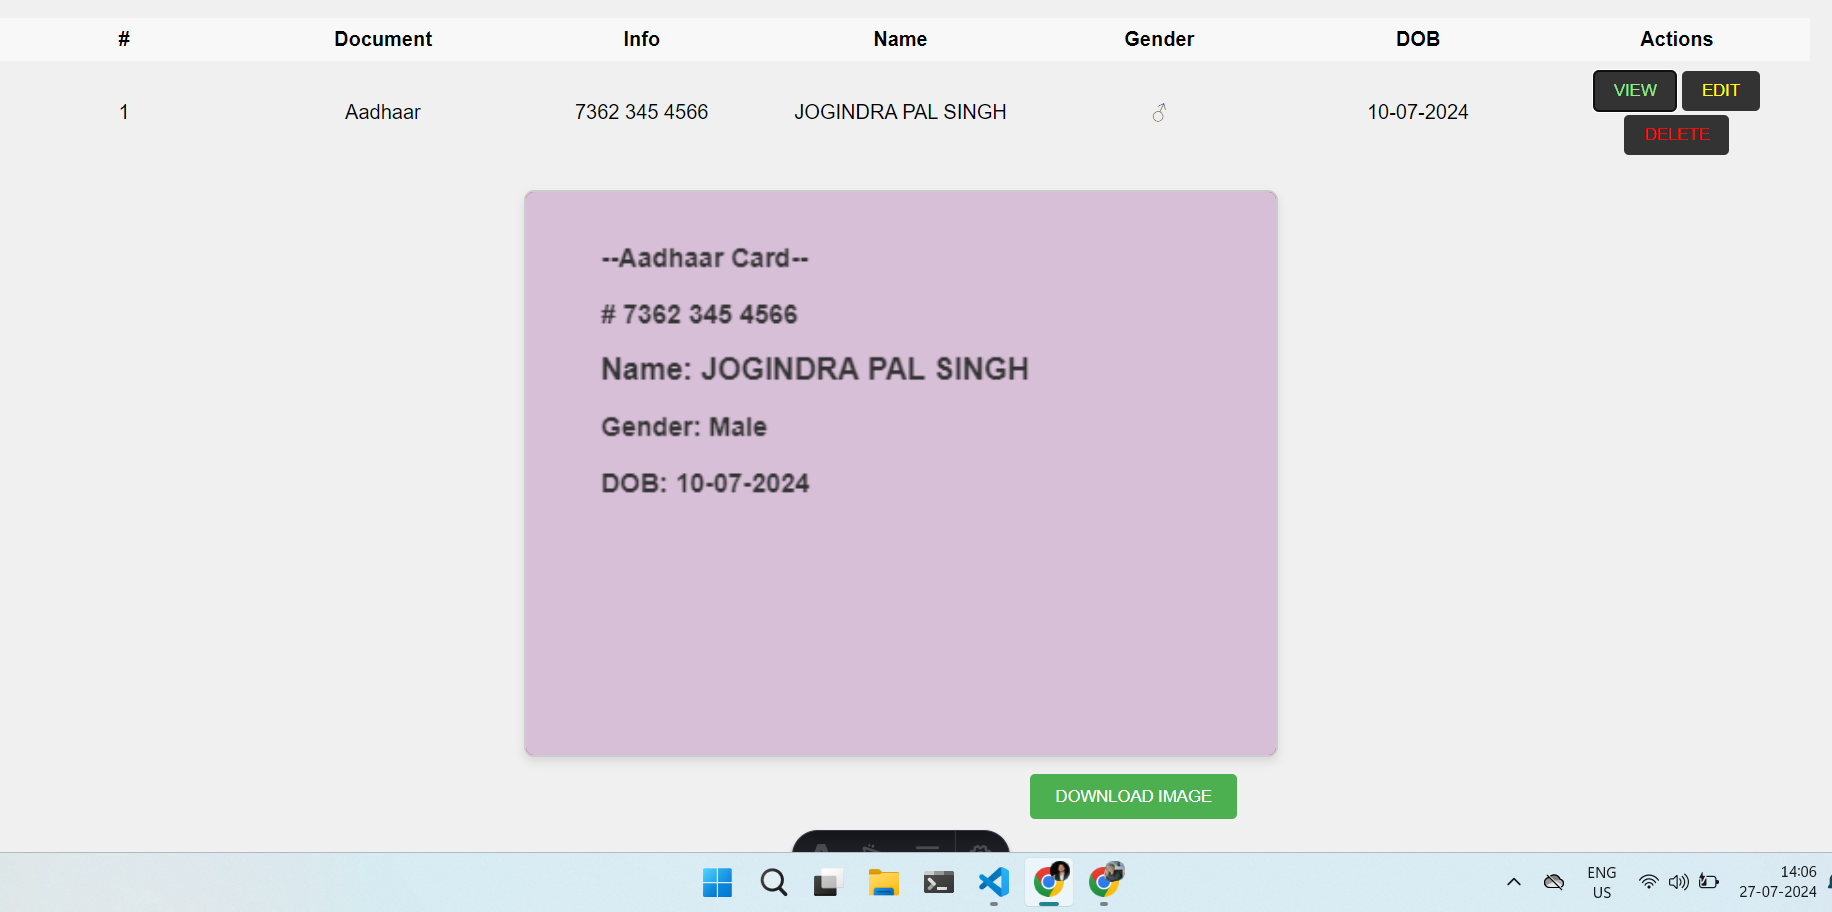 # Document Info Name Gender DOB Actions
1 Aadhaar 7362 345 4566 JOGINDRA PAL SINGH ♂ 10-07-2024 VIEW EDIT
DELETE
--Aadhaar Card--
# 7362 345 4566
Name: JOGINDRA PAL SINGH
Gender: Male
DOB: 10-07-2024
DOWNLOAD IMAGE
ENG
US
14:06
27-07-2024